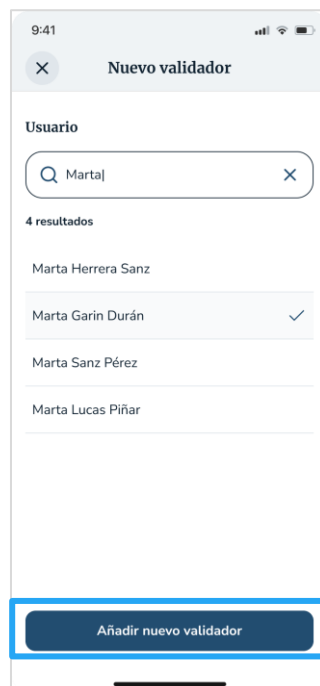 9:41
Nuevo validador
Usuario
Marta
4 resultados
Marta Herrera Sanz
Marta Garin Durán
Marta Sanz Pérez
Marta Lucas Piñar
Añadir nuevo validador